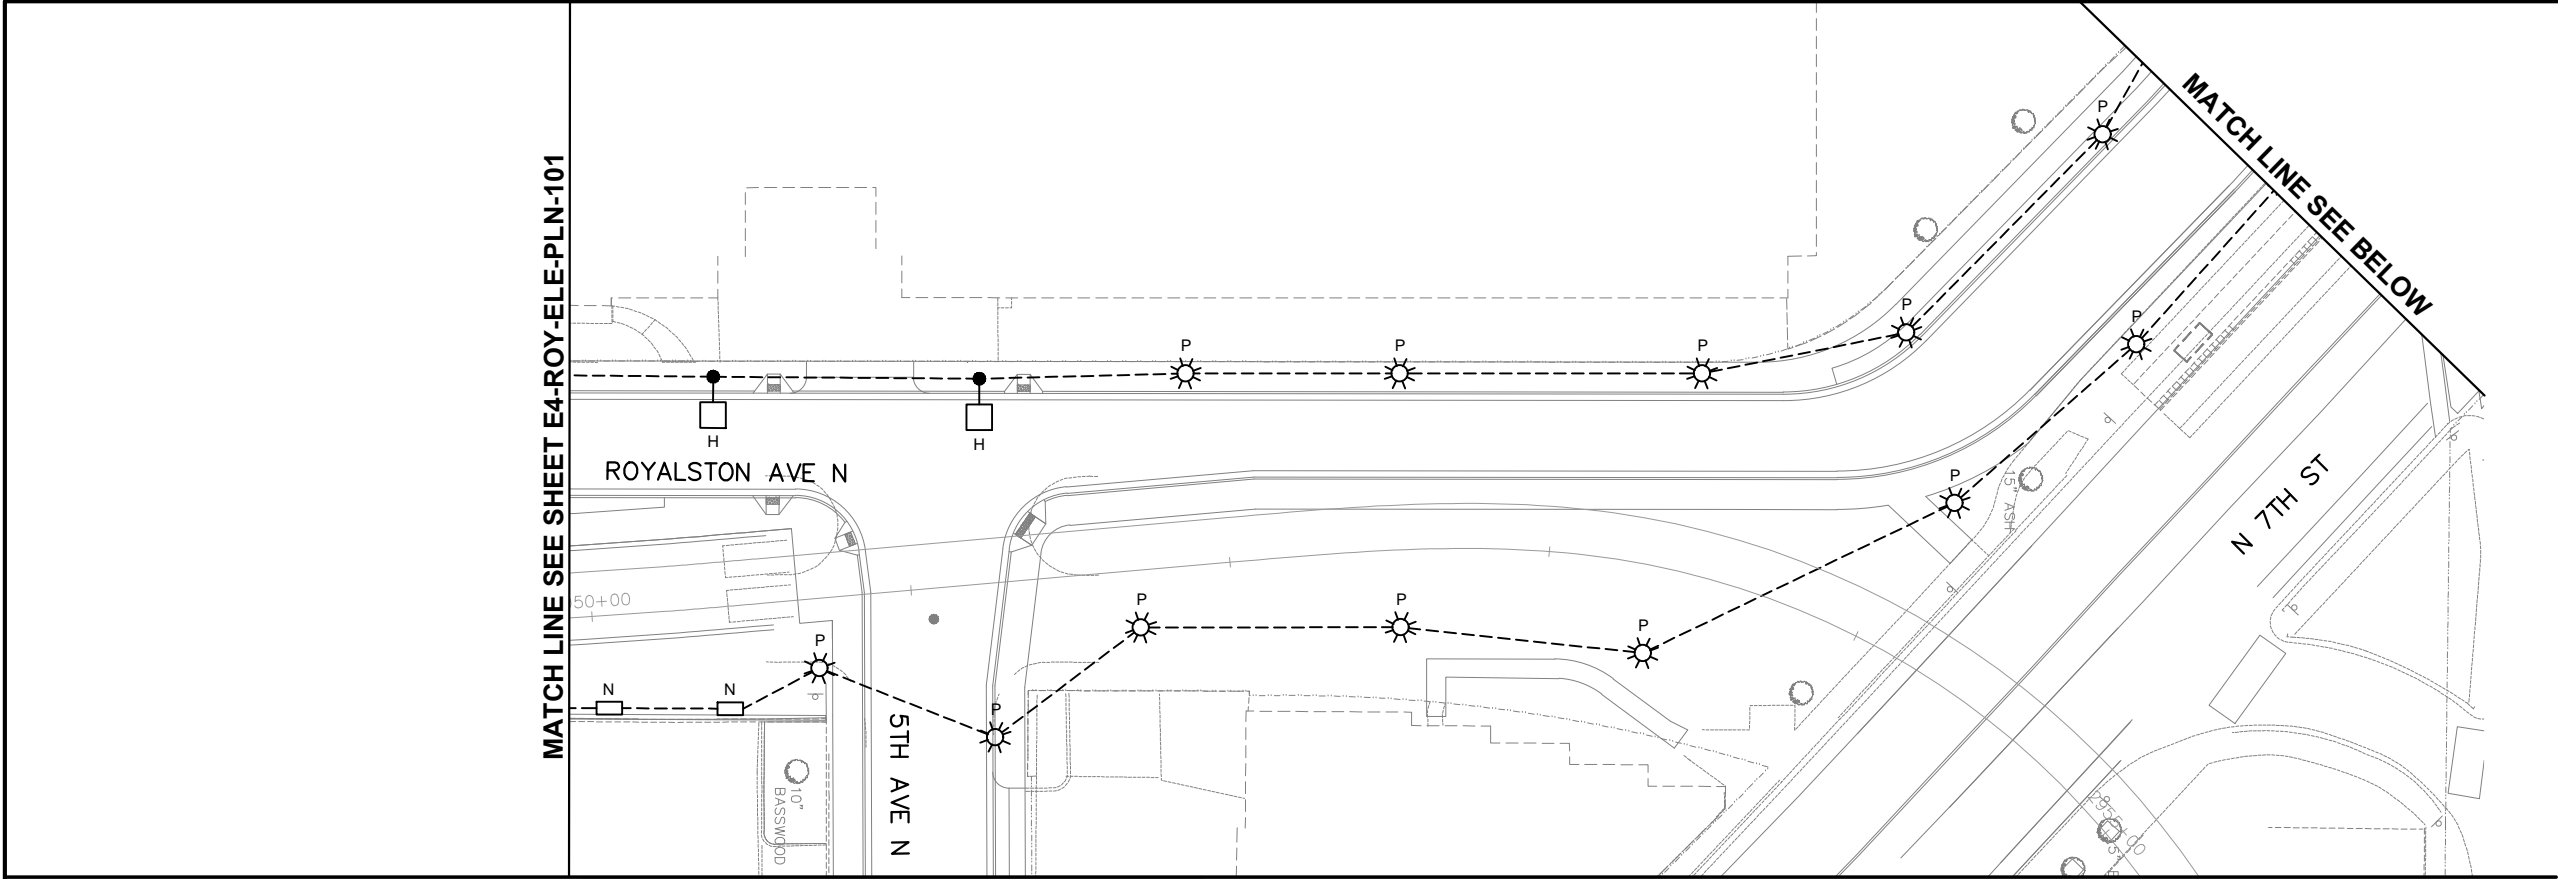 MATCH LINE SEE SHEET E4-ROY-ELE-PLN-101
MATCH LINE SEE BELOW
P
P
P
P
P
P
H
H
ROYALSTON AVE N
P
15" ASH
N 7TH ST
50+00
P
P
P
P
P
N
N
5TH AVE N
10"
BASSWOOD